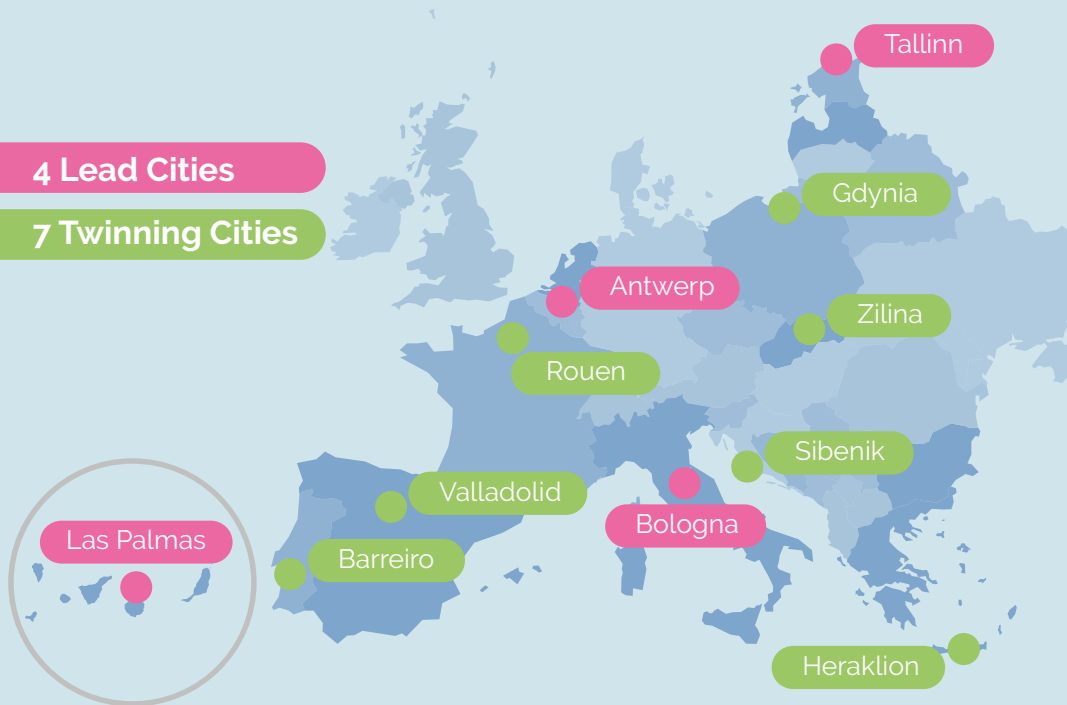 Tallinn
4 Lead Cities
Gdynia
7 Twinning Cities
Antwerp
Zilina
Rouen
Sibenik
Valladolid
Bologna
Las Palmas
Barreiro
Heraklion